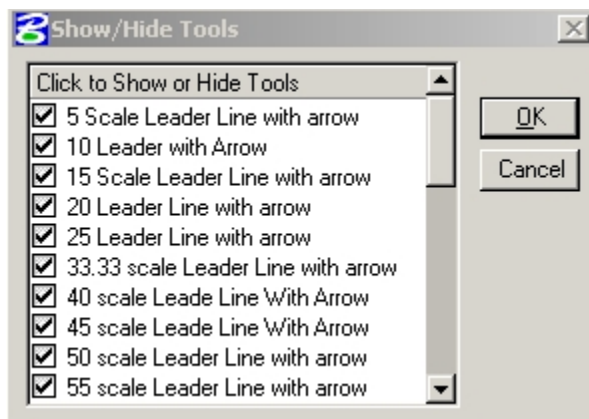 Show/Hide Tools
Click to Show or Hide Tools
5 Scale Leader Line with arrow
10 Leader with Arrow
15 Scale Leader Line with arrow
20 Leader Line with arrow
25 Leader Line with arrow
33.33 scale Leader Line with arrow
40 scale Leade Line With Arrow
45 scale Leade Line With Arrow
50 scale Leader Line with arrow
55 scale Leader Line with arrow
OK
Cancel